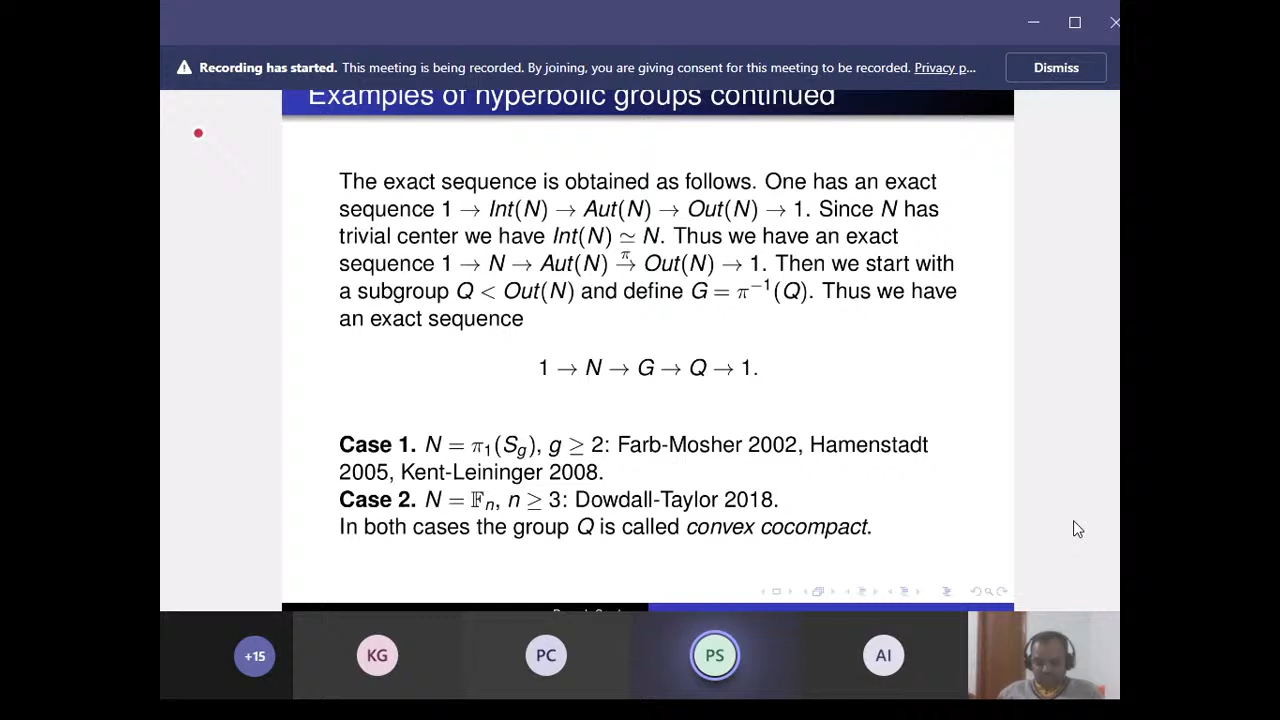 Recording has started. This meeting is being recorded. By joining, you are giving consent for this meeting to be recorded. Privacy p... Dismiss
Examples of hyperbolic groups continued
The exact sequence is obtained as follows. One has an exact
sequence 1 → Int(N) → Aut(N) → Out(N) → 1. Since N has
trivial center we have Int(N) ≃ N. Thus we have an exact
sequence 1 → N → Aut(N) →^π Out(N) → 1. Then we start with
a subgroup Q < Out(N) and define G = π⁻¹(Q). Thus we have
an exact sequence
1 → N → G → Q → 1.
Case 1. N = π₁(S_g), g ≥ 2: Farb-Mosher 2002, Hamenstadt
2005, Kent-Leininger 2008.
Case 2. N = 𝔽ₙ, n ≥ 3: Dowdall-Taylor 2018.
In both cases the group Q is called convex cocompact.
+15 KG PC PS AI